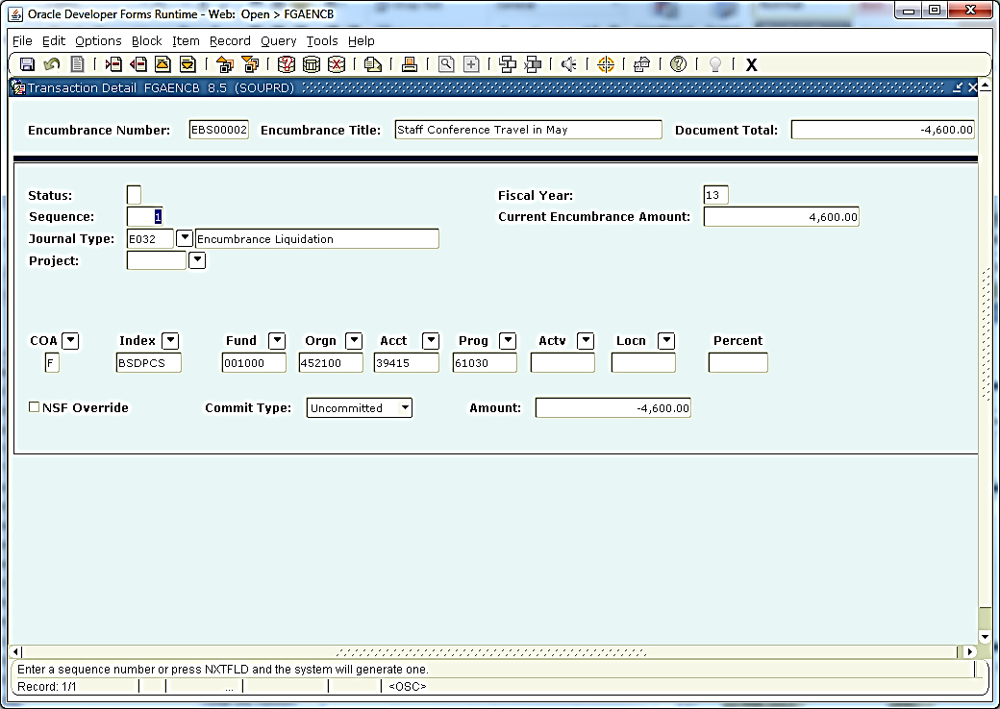 Oracle Developer Forms Runtime - Web: Open > FGAENCB
File Edit Options Block Item Record Query Tools Help
X
Transaction Detail FGAENCB 8.5 (SOUPRD)
Encumbrance Number: EBS00002 Encumbrance Title: Staff Conference Travel in May Document Total: -4,600.00
Status: Fiscal Year: 13
Sequence: 1 Current Encumbrance Amount: 4,600.00
Journal Type: E032 Encumbrance Liquidation
Project:
COA Index Fund Orgn Acct Prog Actv Locn Percent
F BSDPCS 001000 452100 39415 61030
NSF Override Commit Type: Uncommitted Amount: -4,600.00
Enter a sequence number or press NXTFLD and the system will generate one.
Record: 1/1 ... <OSC>